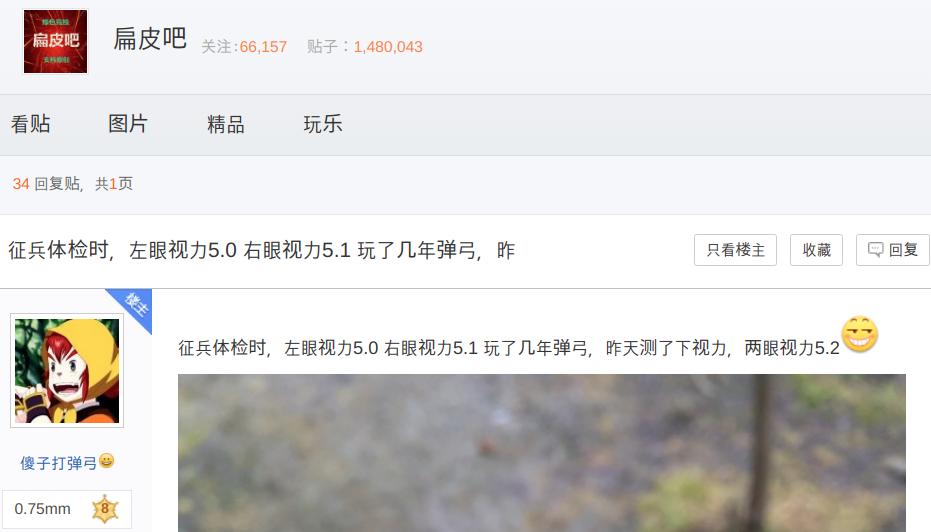 扁皮吧
扁皮吧 关注:66,157 贴子：1,480,043
看贴 图片 精品 玩乐
34 回复贴，共1页
征兵体检时，左眼视力5.0 右眼视力5.1 玩了几年弹弓，昨
只看楼主 收藏 回复
楼主
征兵体检时，左眼视力5.0 右眼视力5.1 玩了几年弹弓，昨天测了下视力，两眼视力5.2
傻子打弹弓
0.75mm 8